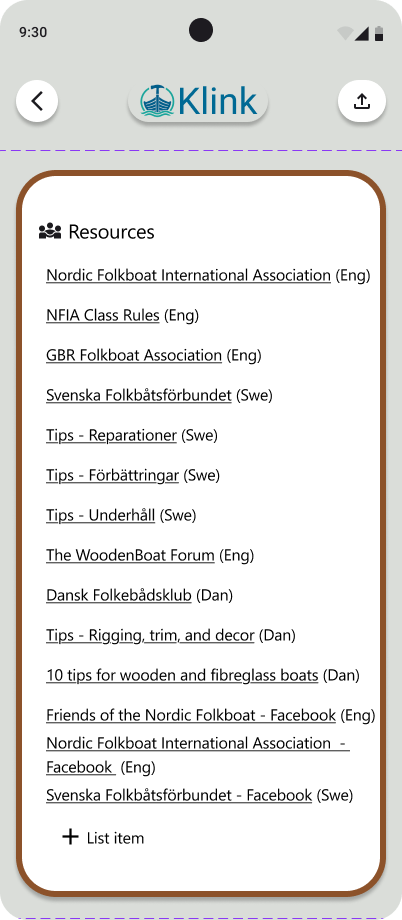 9:30
Klink
Resources
Nordic Folkboat International Association (Eng)
NFIA Class Rules (Eng)
GBR Folkboat Association (Eng)
Svenska Folkbåtsförbundet (Swe)
Tips - Reparationer (Swe)
Tips - Förbättringar (Swe)
Tips - Underhåll (Swe)
The WoodenBoat Forum (Eng)
Dansk Folkebådsklub (Dan)
Tips - Rigging, trim, and decor (Dan)
10 tips for wooden and fibreglass boats (Dan)
Friends of the Nordic Folkboat - Facebook (Eng)
Nordic Folkboat International Association -
Facebook (Eng)
Svenska Folkbåtsförbundet - Facebook (Swe)
List item